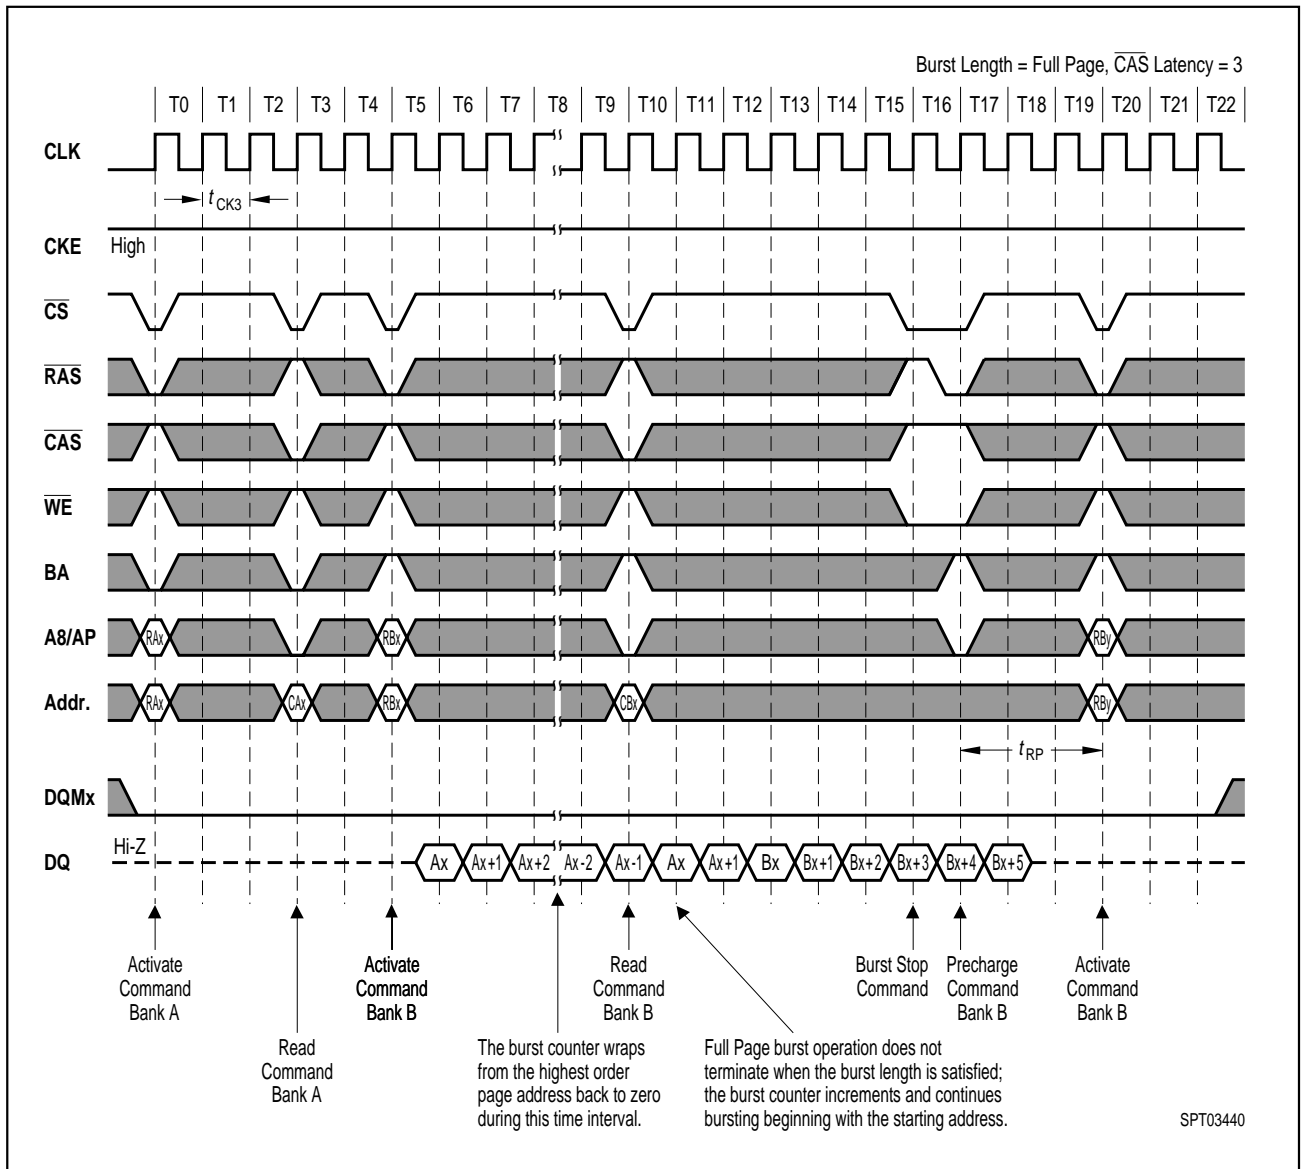 Burst Length = Full Page, CAS Latency = 3
T0 T1 T2 T3 T4 T5 T6 T7 T8 T9 T10 T11 T12 T13 T14 T15 T16 T17 T18 T19 T20 T21 T22
CLK
t CK3
CKE High
CS
RAS
CAS
WE
BA
A8/AP RAx RBx RBy
Addr. RAx CAx RBx CBx RBy
t RP
DQMx
Hi-Z
DQ Ax Ax+1 Ax+2 Ax-2 Ax-1 Ax Ax+1 Bx Bx+1 Bx+2 Bx+3 Bx+4 Bx+5
Activate
Command
Bank A
Read
Command
Bank A
Activate
Command
Bank B
The burst counter wraps
from the highest order
page address back to zero
during this time interval.
Read
Command
Bank B
Full Page burst operation does not
terminate when the burst length is satisfied;
the burst counter increments and continues
bursting beginning with the starting address.
Burst Stop
Command
Precharge
Command
Bank B
Activate
Command
Bank B
SPT03440